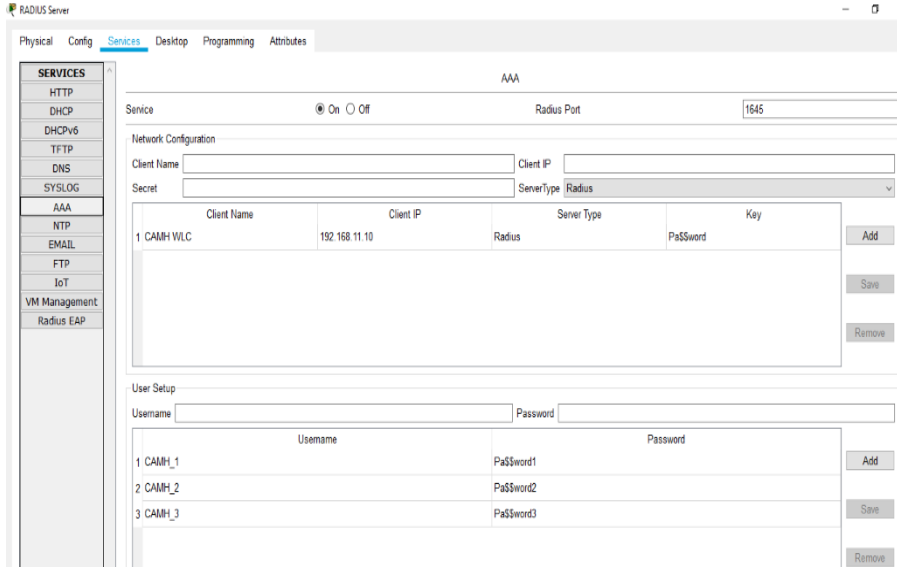 RADIUS Server
Physical Config Services Desktop Programming Attributes
SERVICES
HTTP
DHCP
DHCPv6
TFTP
DNS
SYSLOG
AAA
NTP
EMAIL
FTP
IoT
VM Management
Radius EAP
AAA
Service On Off Radius Port 1645
Network Configuration
Client Name Client IP
Secret ServerType Radius
Client Name Client IP Server Type Key
1 CAMH WLC 192.168.11.10 Radius Pa$$word
Add
Save
Remove
User Setup
Username Password
Username Password
1 CAMH_1 Pa$$word1
2 CAMH_2 Pa$$word2
3 CAMH_3 Pa$$word3
Add
Save
Remove